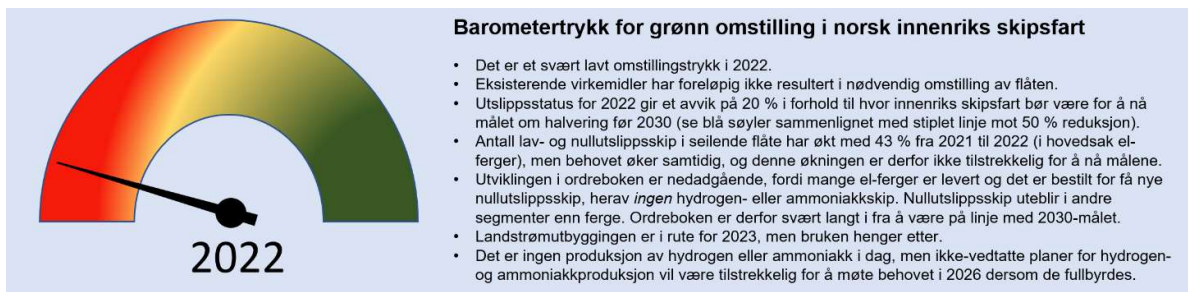 Barometertrykk for grønn omstilling i norsk innenriks skipsfart
• Det er et svært lavt omstillingstrykk i 2022.
• Eksisterende virkemidler har foreløpig ikke resultert i nødvendig omstilling av flåten.
• Utslippsstatus for 2022 gir et avvik på 20 % i forhold til hvor innenriks skipsfart bør være for å nå
målet om halvering før 2030 (se blå søyler sammenlignet med stiplet linje mot 50 % reduksjon).
• Antall lav- og nullutslippsskip i seilende flåte har økt med 43 % fra 2021 til 2022 (i hovedsak el-
ferger), men behovet øker samtidig, og denne økningen er derfor ikke tilstrekkelig for å nå målene.
• Utviklingen i ordreboken er nedadgående, fordi mange el-ferger er levert og det er bestilt for få nye
nullutslippsskip, herav ingen hydrogen- eller ammoniakkskip. Nullutslippsskip uteblir i andre
segmenter enn ferge. Ordreboken er derfor svært langt i fra å være på linje med 2030-målet.
• Landstrømutbyggingen er i rute for 2023, men bruken henger etter.
• Det er ingen produksjon av hydrogen eller ammoniakk i dag, men ikke-vedtatte planer for hydrogen-
og ammoniakkproduksjon vil være tilstrekkelig for å møte behovet i 2026 dersom de fullbyrdes.
2022